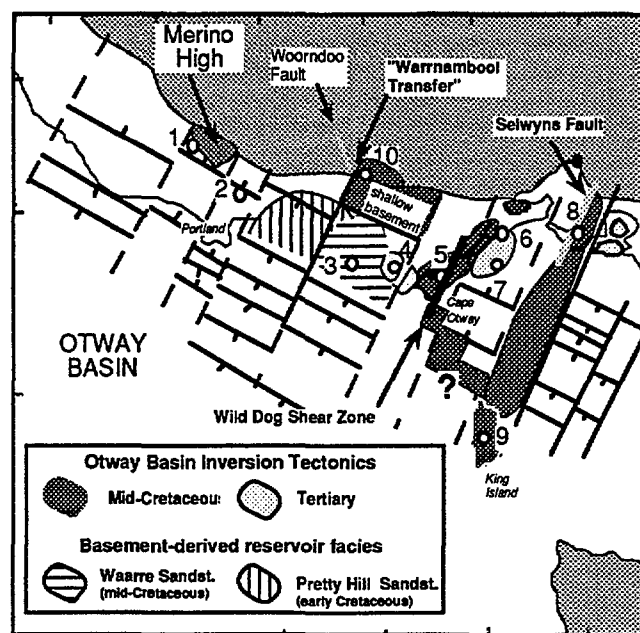 Merino
High
Woorndoo
Fault
"Warrnambool
Transfer"
Selwyns Fault
1
2
10
shallow
basement
Portland
3
4
5
6
7
8
Cape
Otway
OTWAY
BASIN
?
Wild Dog Shear Zone
9
King
Island
Otway Basin Inversion Tectonics
Mid-Cretaceou:
Tertiary
Basement-derived reservoir facies
Waarre Sandst.
(mid-Cretaceous)
Pretty Hill Sandst.
(early Cretaceous)